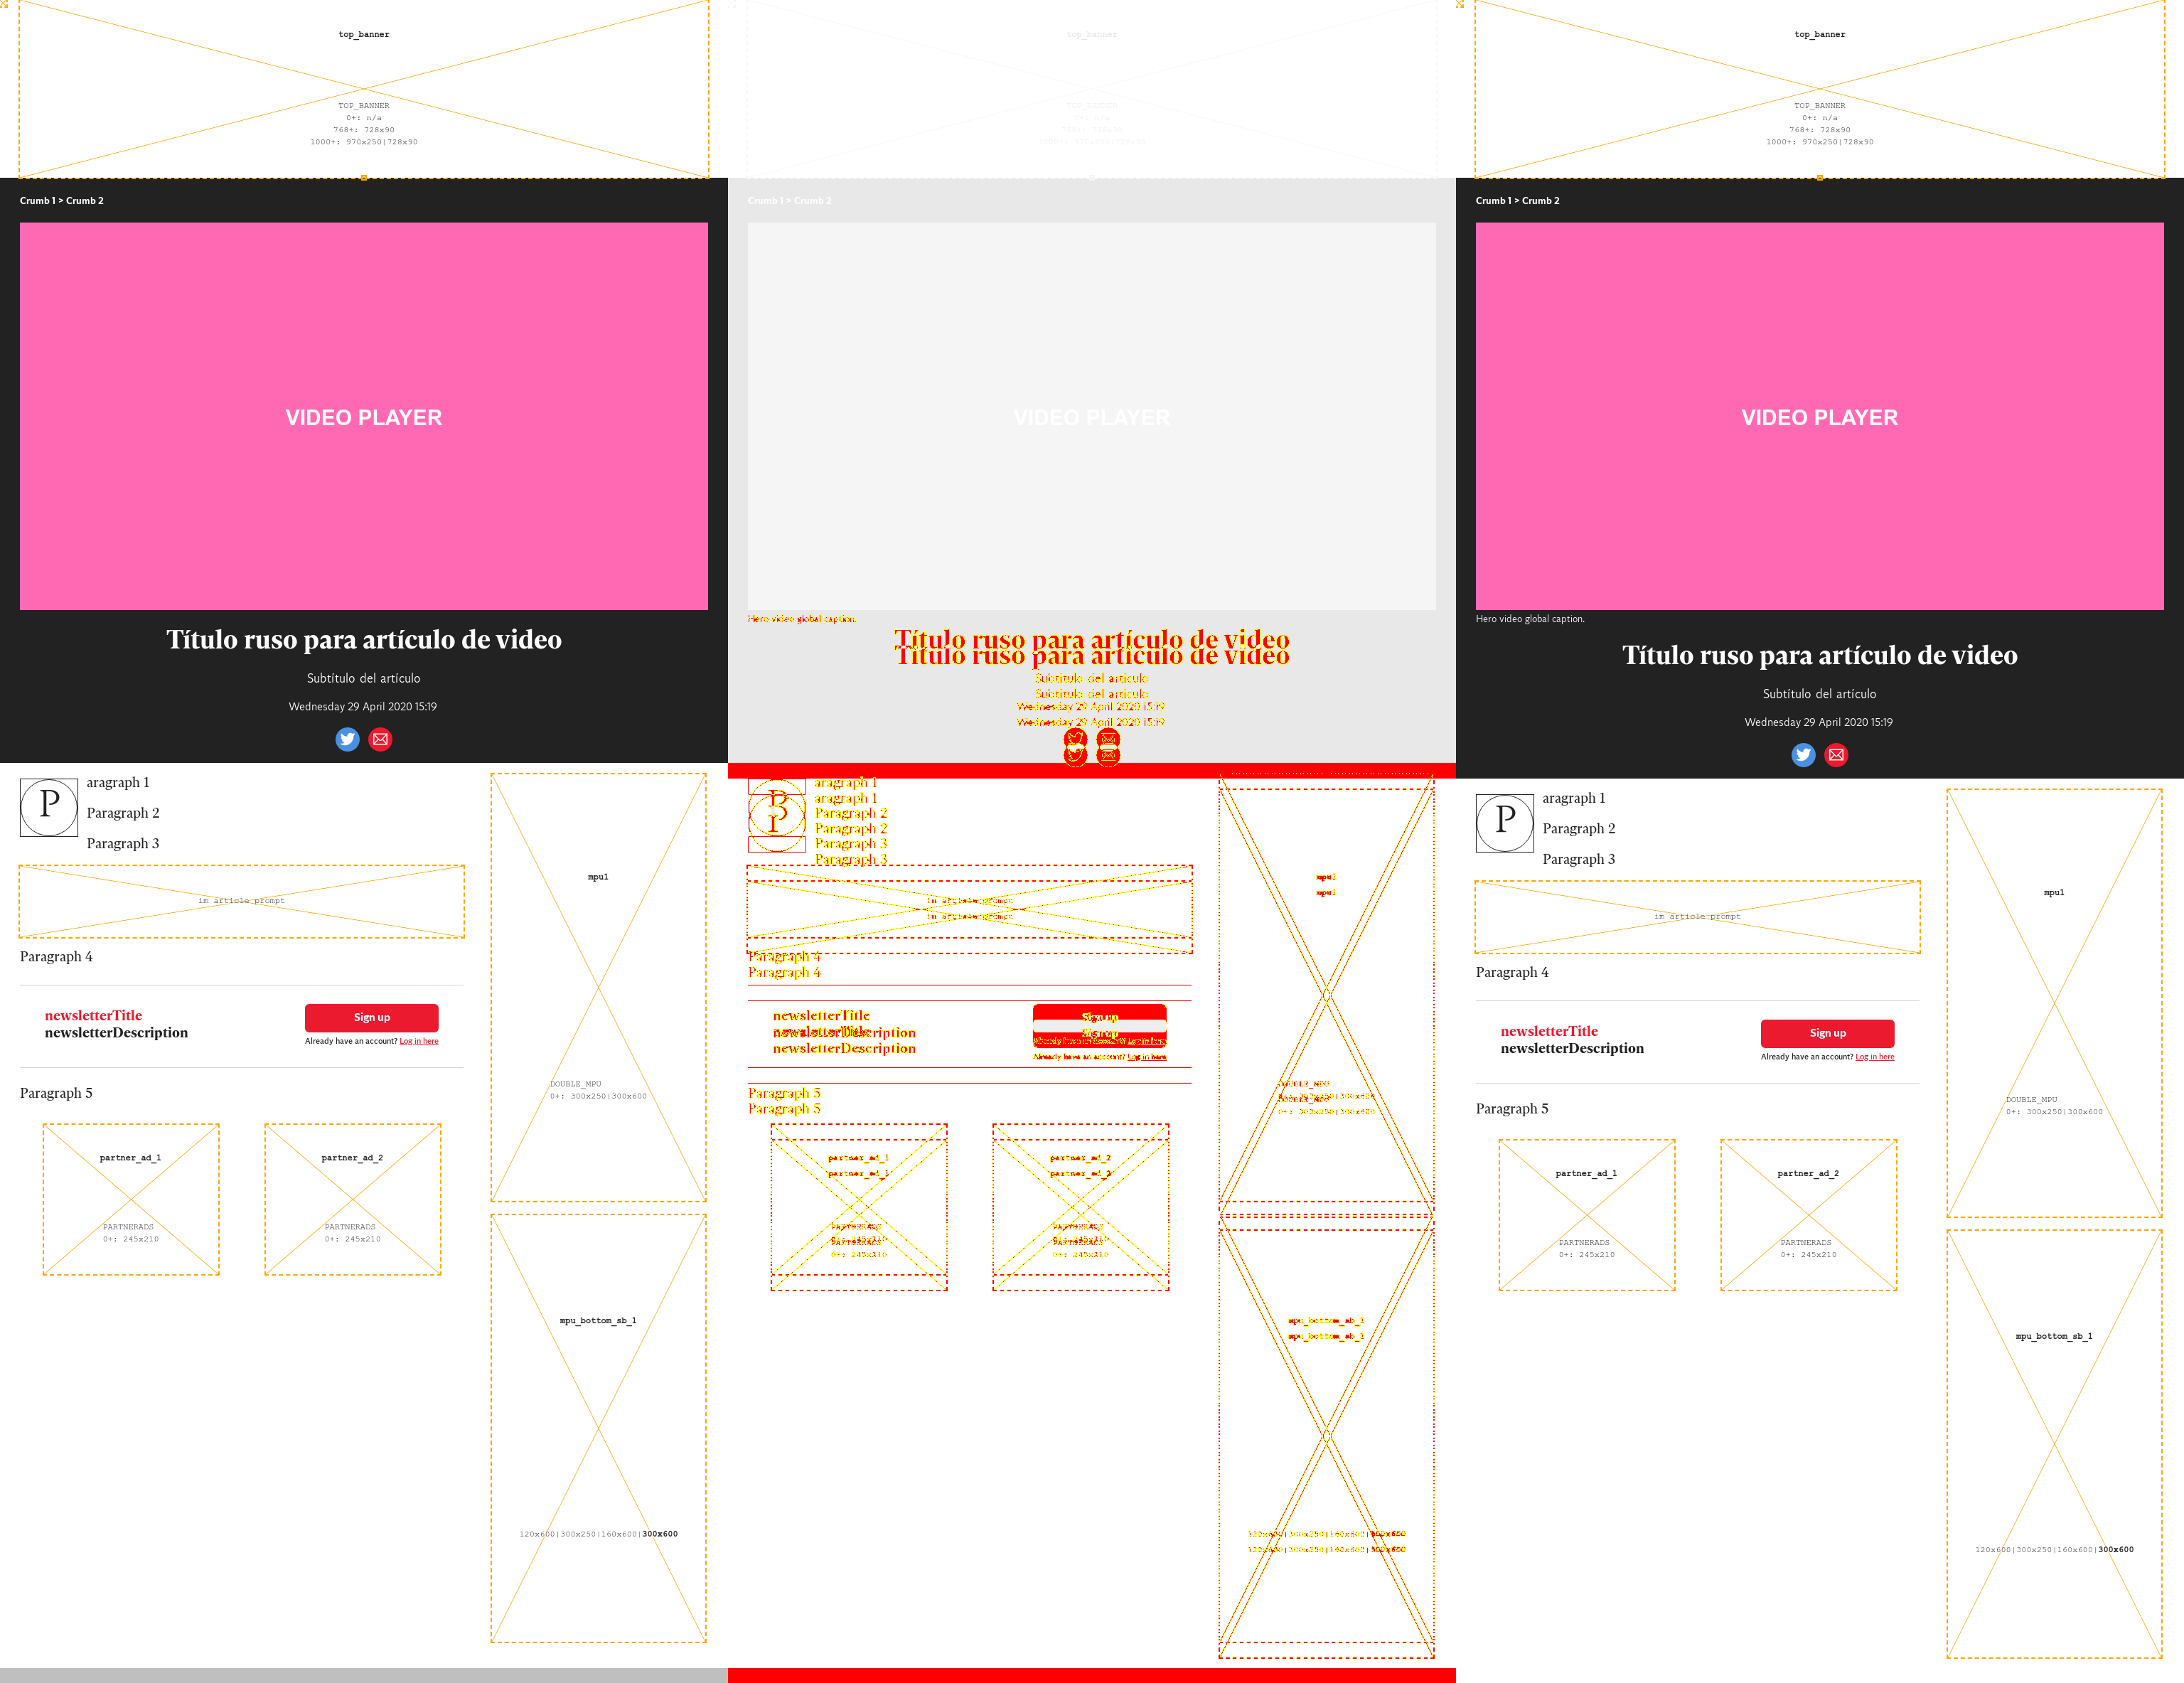 top_banner
TOP_BANNER
0+: n/a
768+: 728x90
1000+: 970x250|728x90
Crumb 1 > Crumb 2
VIDEO PLAYER
Título ruso para artículo de video
Subtítulo del artículo
Wednesday 29 April 2020 15:19
P
aragraph 1
Paragraph 2
Paragraph 3
im article prompt
Paragraph 4
newsletterTitle
newsletterDescription
Sign up
Already have an account? Log in here
Paragraph 5
partner_ad_1
PARTNERADS
0+: 245x210
partner_ad_2
PARTNERADS
0+: 245x210
mpu1
DOUBLE_MPU
0+: 300x250|300x600
mpu_bottom_sb_1
120x600|300x250|160x600|300x600
top_banner
TOP_BANNER
0+: n/a
768+: 728x90
1000+: 970x250|728x90
Crumb 1 > Crumb 2
VIDEO PLAYER
Hero video global caption.
Título ruso para artículo de video
Título ruso para artículo de video
Subtítulo del artículo
Subtítulo del artículo
Wednesday 29 April 2020 15:19
Wednesday 29 April 2020 15:19
P
P
aragraph 1
aragraph 1
Paragraph 2
Paragraph 2
Paragraph 3
Paragraph 3
im article prompt
im article prompt
Paragraph 4
Paragraph 4
newsletterTitle
newsletterTitle
newsletterDescription
newsletterDescription
Sign up
Sign up
Already have an account? Log in here
Already have an account? Log in here
Paragraph 5
Paragraph 5
partner_ad_1
partner_ad_1
PARTNERADS
0+: 245x210
PARTNERADS
0+: 245x210
partner_ad_2
partner_ad_2
PARTNERADS
0+: 245x210
PARTNERADS
0+: 245x210
mpu1
mpu1
DOUBLE_MPU
0+: 300x250|300x600
DOUBLE_MPU
0+: 300x250|300x600
mpu_bottom_sb_1
mpu_bottom_sb_1
120x600|300x250|160x600|300x600
120x600|300x250|160x600|300x600
top_banner
TOP_BANNER
0+: n/a
768+: 728x90
1000+: 970x250|728x90
Crumb 1 > Crumb 2
VIDEO PLAYER
Hero video global caption.
Título ruso para artículo de video
Subtítulo del artículo
Wednesday 29 April 2020 15:19
P
aragraph 1
Paragraph 2
Paragraph 3
im article prompt
Paragraph 4
newsletterTitle
newsletterDescription
Sign up
Already have an account? Log in here
Paragraph 5
partner_ad_1
PARTNERADS
0+: 245x210
partner_ad_2
PARTNERADS
0+: 245x210
mpu1
DOUBLE_MPU
0+: 300x250|300x600
mpu_bottom_sb_1
120x600|300x250|160x600|300x600